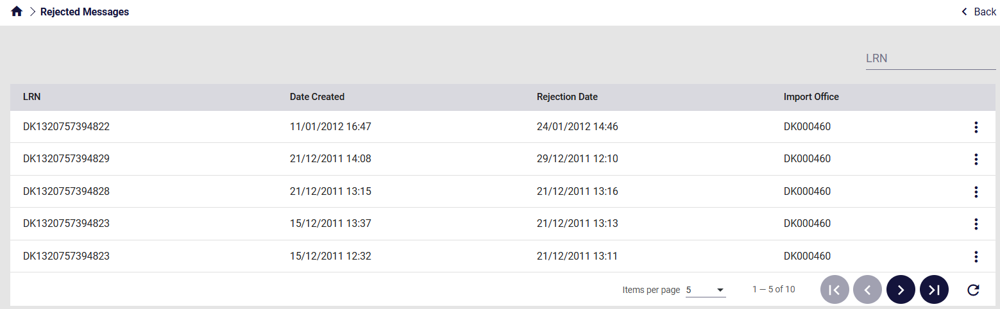 Rejected Messages Back
LRN
LRN Date Created Rejection Date Import Office
DK1320757394822 11/01/2012 16:47 24/01/2012 14:46 DK000460
DK1320757394829 21/12/2011 14:08 29/12/2011 12:10 DK000460
DK1320757394828 21/12/2011 13:15 21/12/2011 13:16 DK000460
DK1320757394823 15/12/2011 13:37 21/12/2011 13:13 DK000460
DK1320757394823 15/12/2011 12:32 21/12/2011 13:11 DK000460
Items per page 5 1 – 5 of 10